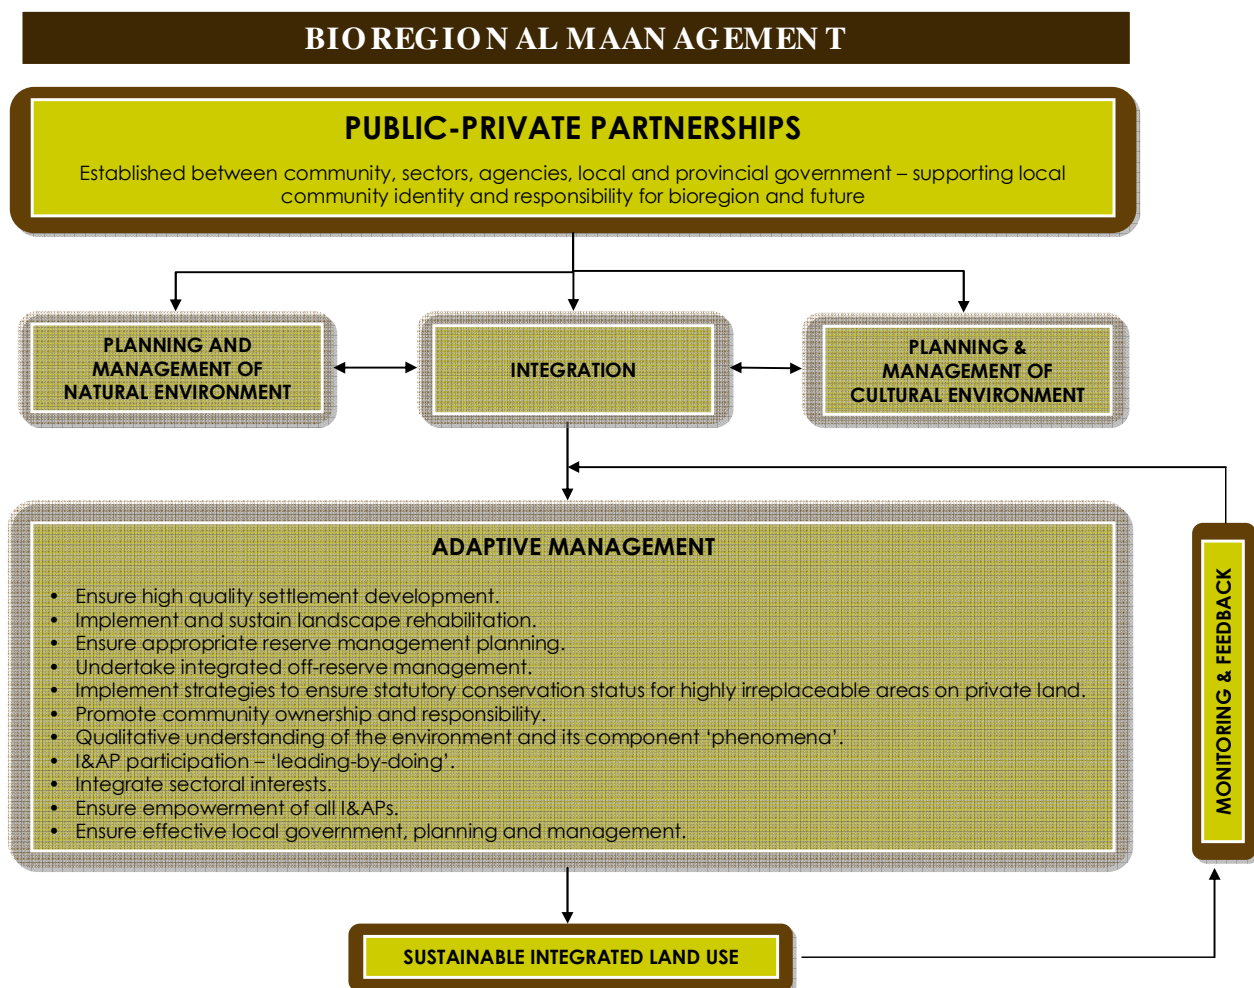 BIOREGIONAL MAANAGEMENT
PUBLIC-PRIVATE PARTNERSHIPS
Established between community, sectors, agencies, local and provincial government – supporting local
community identity and responsibility for bioregion and future
PLANNING AND
MANAGEMENT OF
NATURAL ENVIRONMENT
INTEGRATION
PLANNING &
MANAGEMENT OF
CULTURAL ENVIRONMENT
ADAPTIVE MANAGEMENT
• Ensure high quality settlement development.
• Implement and sustain landscape rehabilitation.
• Ensure appropriate reserve management planning.
• Undertake integrated off-reserve management.
• Implement strategies to ensure statutory conservation status for highly irreplaceable areas on private land.
• Promote community ownership and responsibility.
• Qualitative understanding of the environment and its component ‘phenomena’.
• I&AP participation – ‘leading-by-doing’.
• Integrate sectoral interests.
• Ensure empowerment of all I&APs.
• Ensure effective local government, planning and management.
MONITORING & FEEDBACK
SUSTAINABLE INTEGRATED LAND USE